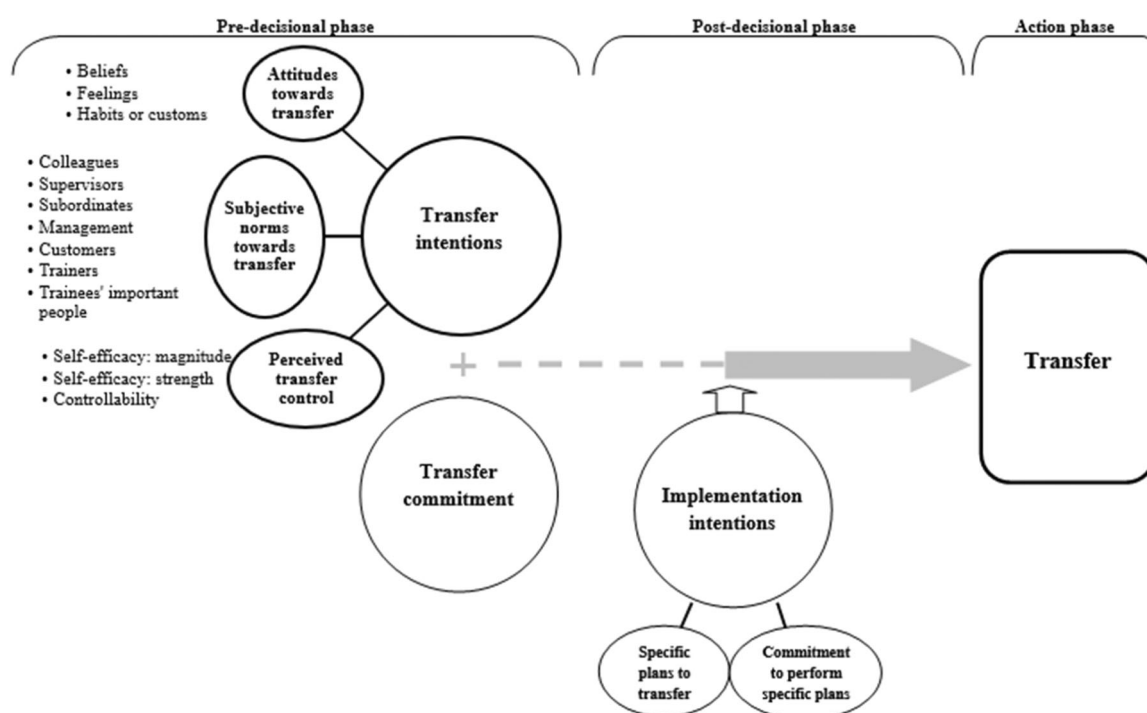 Pre-decisional phase
Post-decisional phase
Action phase
• Beliefs
• Feelings
• Habits or customs
Attitudes
towards
transfer
• Colleagues
• Supervisors
• Subordinates
• Management
• Customers
• Trainers
• Trainees' important
people
Subjective
norms
towards
transfer
Transfer
intentions
• Self-efficacy: magnitude
• Self-efficacy: strength
• Controllability
Perceived
transfer
control
+
Transfer
Transfer
commitment
Implementation
intentions
Specific
plans to
transfer
Commitment
to perform
specific plans